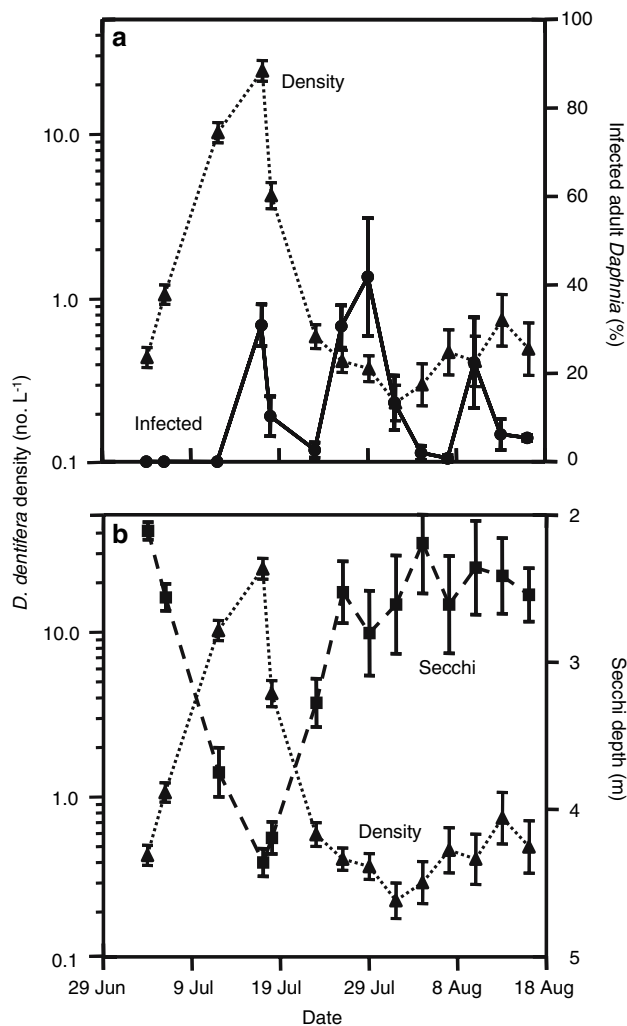 a
100
80
60
40
20
0
10.0
1.0
0.1
Density
Infected
Infected adult Daphnia (%)
D. dentifera density (no. L-1)
b
2
3
4
5
10.0
1.0
0.1
Secchi
Density
Secchi depth (m)
29 Jun 9 Jul 19 Jul 29 Jul 8 Aug 18 Aug
Date